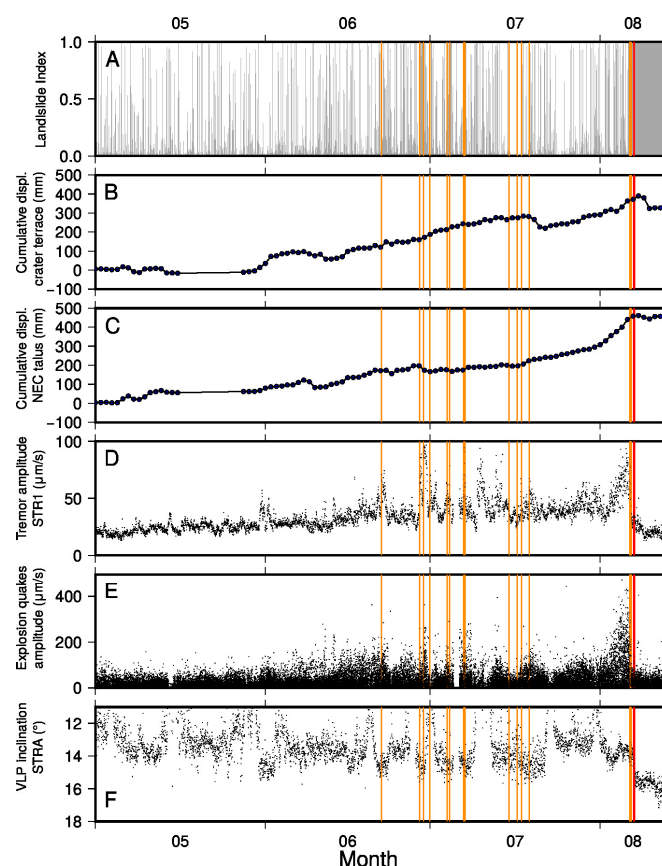 05 06 07 08
A
Landlslide Index
1.0
0.5
0.0
B
Cumulative displ.
crater terrace (mm)
500
400
300
200
100
0
−100
C
Cumulative displ.
NEC talus (mm)
500
400
300
200
100
0
−100
D
Tremor amplitude
STR1 (µm/s)
100
50
0
E
Explosion quakes
amplitude (µm/s)
400
200
0
F
VLP Inclination
STRA (°)
12
14
16
18
05 06 07 08
Month